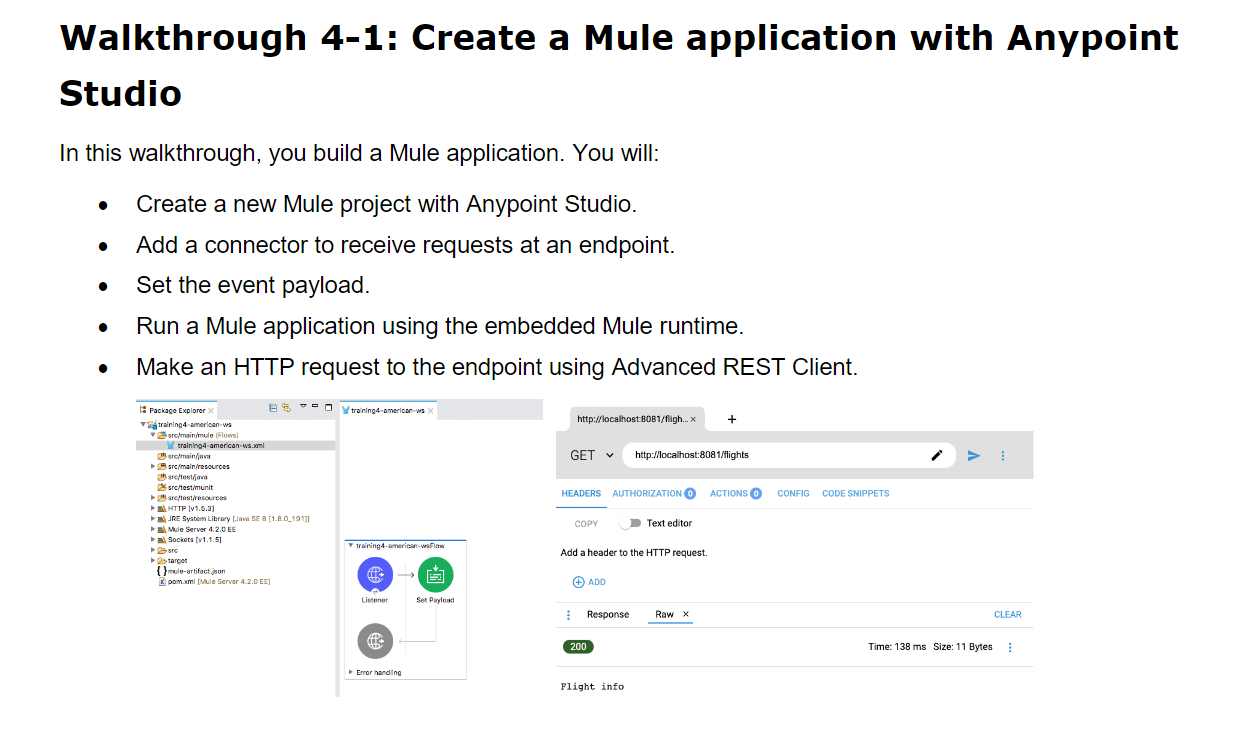 Walkthrough 4-1: Create a Mule application with Anypoint
Studio
In this walkthrough, you build a Mule application. You will:
• Create a new Mule project with Anypoint Studio.
• Add a connector to receive requests at an endpoint.
• Set the event payload.
• Run a Mule application using the embedded Mule runtime.
• Make an HTTP request to the endpoint using Advanced REST Client.
Package Explorer
training4-american-ws
src/main/mule (Flows)
training4-american-ws.xml
src/main/java
src/main/resources
src/test/java
src/test/munit
src/test/resources
HTTP [v1.5.3]
JRE System Library [Java SE 8 [1.8.0_191]]
Mule Server 4.2.0 EE
Sockets [v1.1.5]
src
target
mule-artifact.json
pom.xml [Mule Server 4.2.0 EE]
training4-american-ws
training4-american-wsFlow
Listener
Set Payload
Error handling
http://localhost:8081/fligh... × +
GET http://localhost:8081/flights
HEADERS AUTHORIZATION 0 ACTIONS 0 CONFIG CODE SNIPPETS
COPY Text editor
Add a header to the HTTP request.
ADD
Response Raw × CLEAR
200 Time: 138 ms Size: 11 Bytes
Flight info